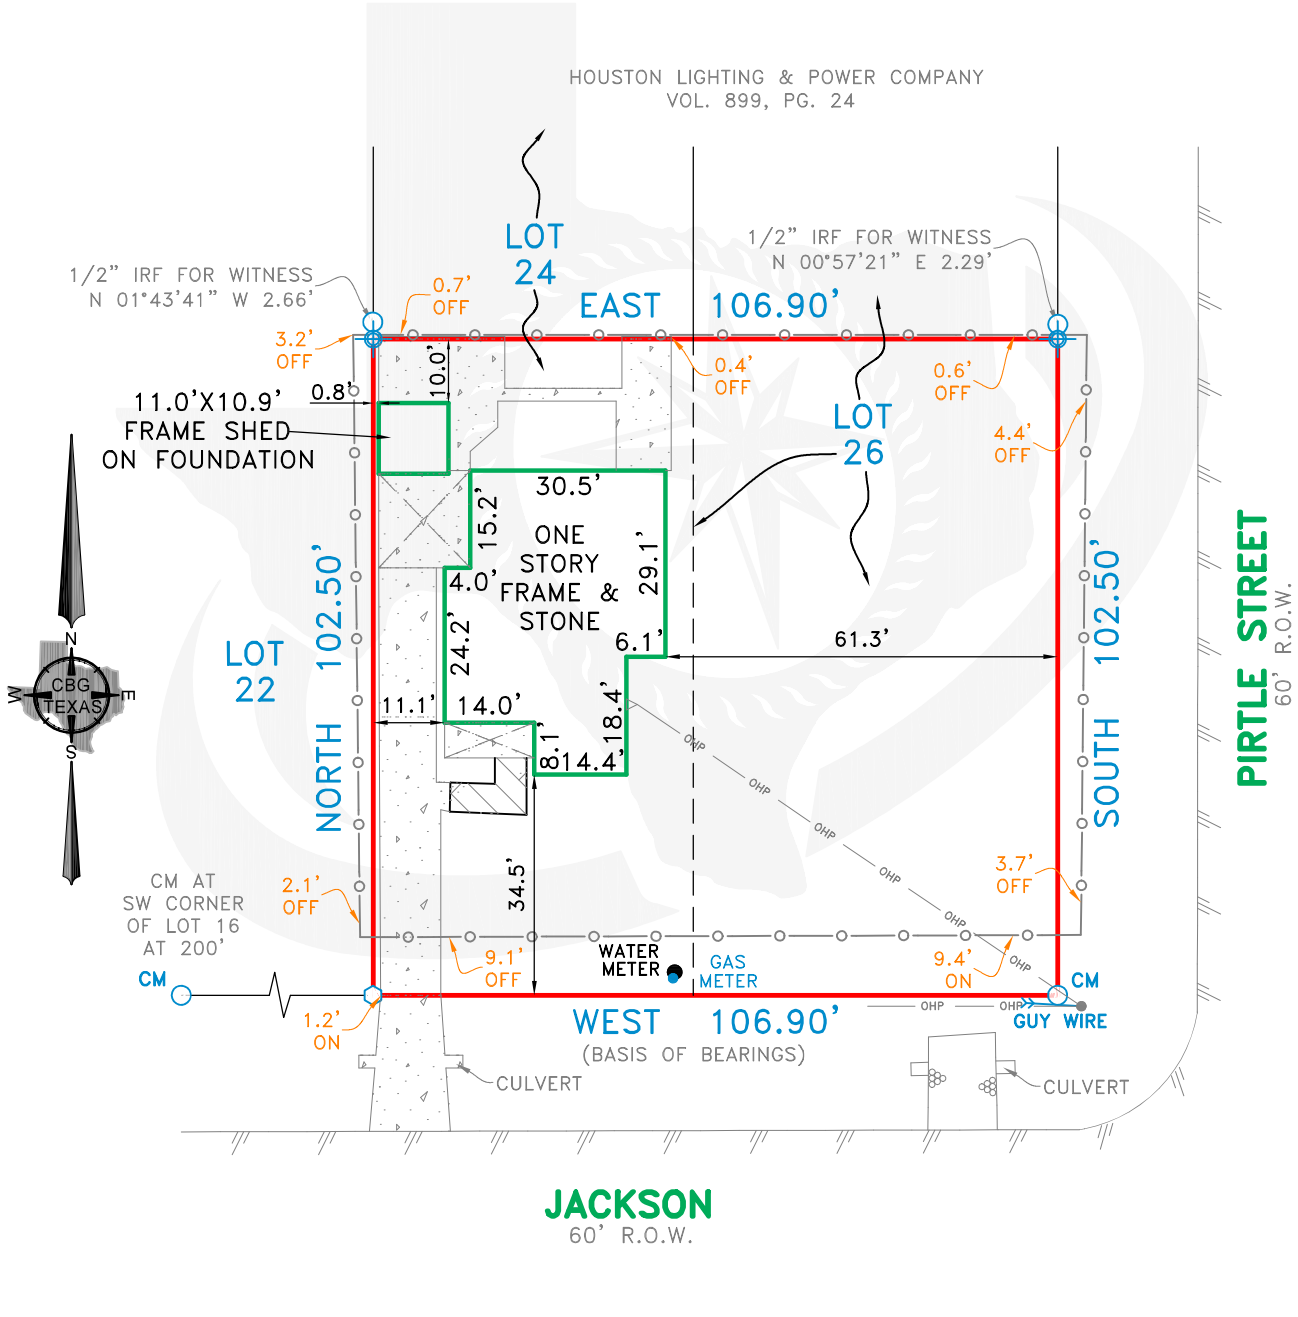 HOUSTON LIGHTING & POWER COMPANY
VOL. 899, PG. 24
LOT
24
1/2” IRF FOR WITNESS
N 00°57'21” E 2.29'
1/2” IRF FOR WITNESS
N 01°43'41” W 2.66'
0.7'
OFF
EAST 106.90'
3.2'
OFF
10.0'
0.4'
OFF
0.6'
OFF
0.8'
11.0'X10.9'
FRAME SHED
ON FOUNDATION
LOT
26
4.4'
OFF
30.5'
15.2'
ONE
STORY
FRAME &
STONE
29.1'
4.0'
24.2'
6.1'
61.3'
NORTH 102.50'
SOUTH 102.50'
PIRTLE STREET
60' R.O.W.
LOT
22
N
CBG
TEXAS
W
E
S
11.1'
14.0'
18.4'
8.1'
14.4'
OHP
OHP
OHP
OHP
OHP
OHP
34.5'
3.7'
OFF
2.1'
OFF
CM AT
SW CORNER
OF LOT 16
AT 200'
9.1'
OFF
WATER
METER
GAS
METER
9.4'
ON
CM
CM
OHP
OHP
GUY WIRE
1.2'
ON
WEST 106.90'
(BASIS OF BEARINGS)
CULVERT
CULVERT
JACKSON
60' R.O.W.